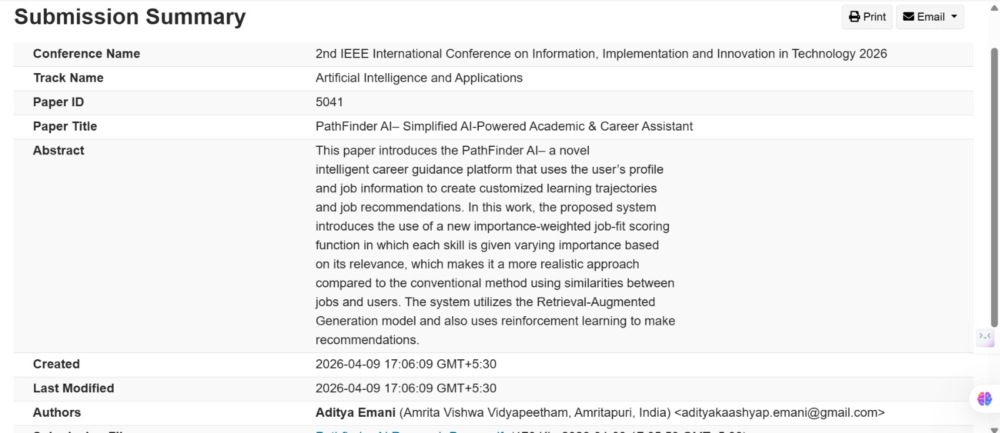 Submission Summary
Print
Email
Conference Name
2nd IEEE International Conference on Information, Implementation and Innovation in Technology 2026
Track Name
Artificial Intelligence and Applications
Paper ID
5041
Paper Title
PathFinder AI– Simplified AI-Powered Academic & Career Assistant
Abstract
This paper introduces the PathFinder AI– a novel
intelligent career guidance platform that uses the user’s profile
and job information to create customized learning trajectories
and job recommendations. In this work, the proposed system
introduces the use of a new importance-weighted job-fit scoring
function in which each skill is given varying importance based
on its relevance, which makes it a more realistic approach
compared to the conventional method using similarities between
jobs and users. The system utilizes the Retrieval-Augmented
Generation model and also uses reinforcement learning to make
recommendations.
Created
2026-04-09 17:06:09 GMT+5:30
Last Modified
2026-04-09 17:06:09 GMT+5:30
Authors
Aditya Emani (Amrita Vishwa Vidyapeetham, Amritapuri, India) <adityakaashyap.emani@gmail.com>